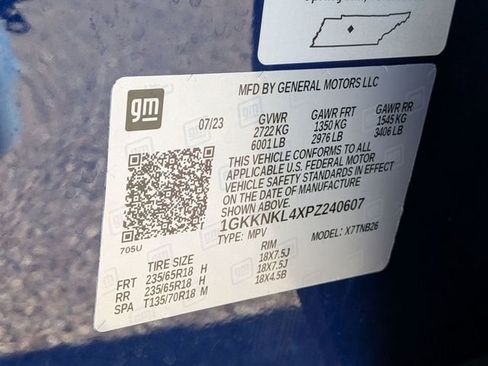 gm
MFD BY GENERAL MOTORS LLC
07/23
GVWR GAWR FRT GAWR RR
2722 KG 1350 KG 1545 KG
6001 LB 2976 LB 3406 LB
THIS VEHICLE CONFORMS TO ALL
APPLICABLE U.S. FEDERAL MOTOR
VEHICLE SAFETY STANDARDS IN EFFECT
ON THE DATE OF MANUFACTURE
SHOWN ABOVE.
1GKKNKL4XPZ240607
TYPE: MPV MODEL: X7TNB26
T
705U
TIRE SIZE RIM
FRT 235/65R18 H 18X7.5J
RR 235/65R18 H 18X7.5J
SPA T135/70R18 M 18X4.5B